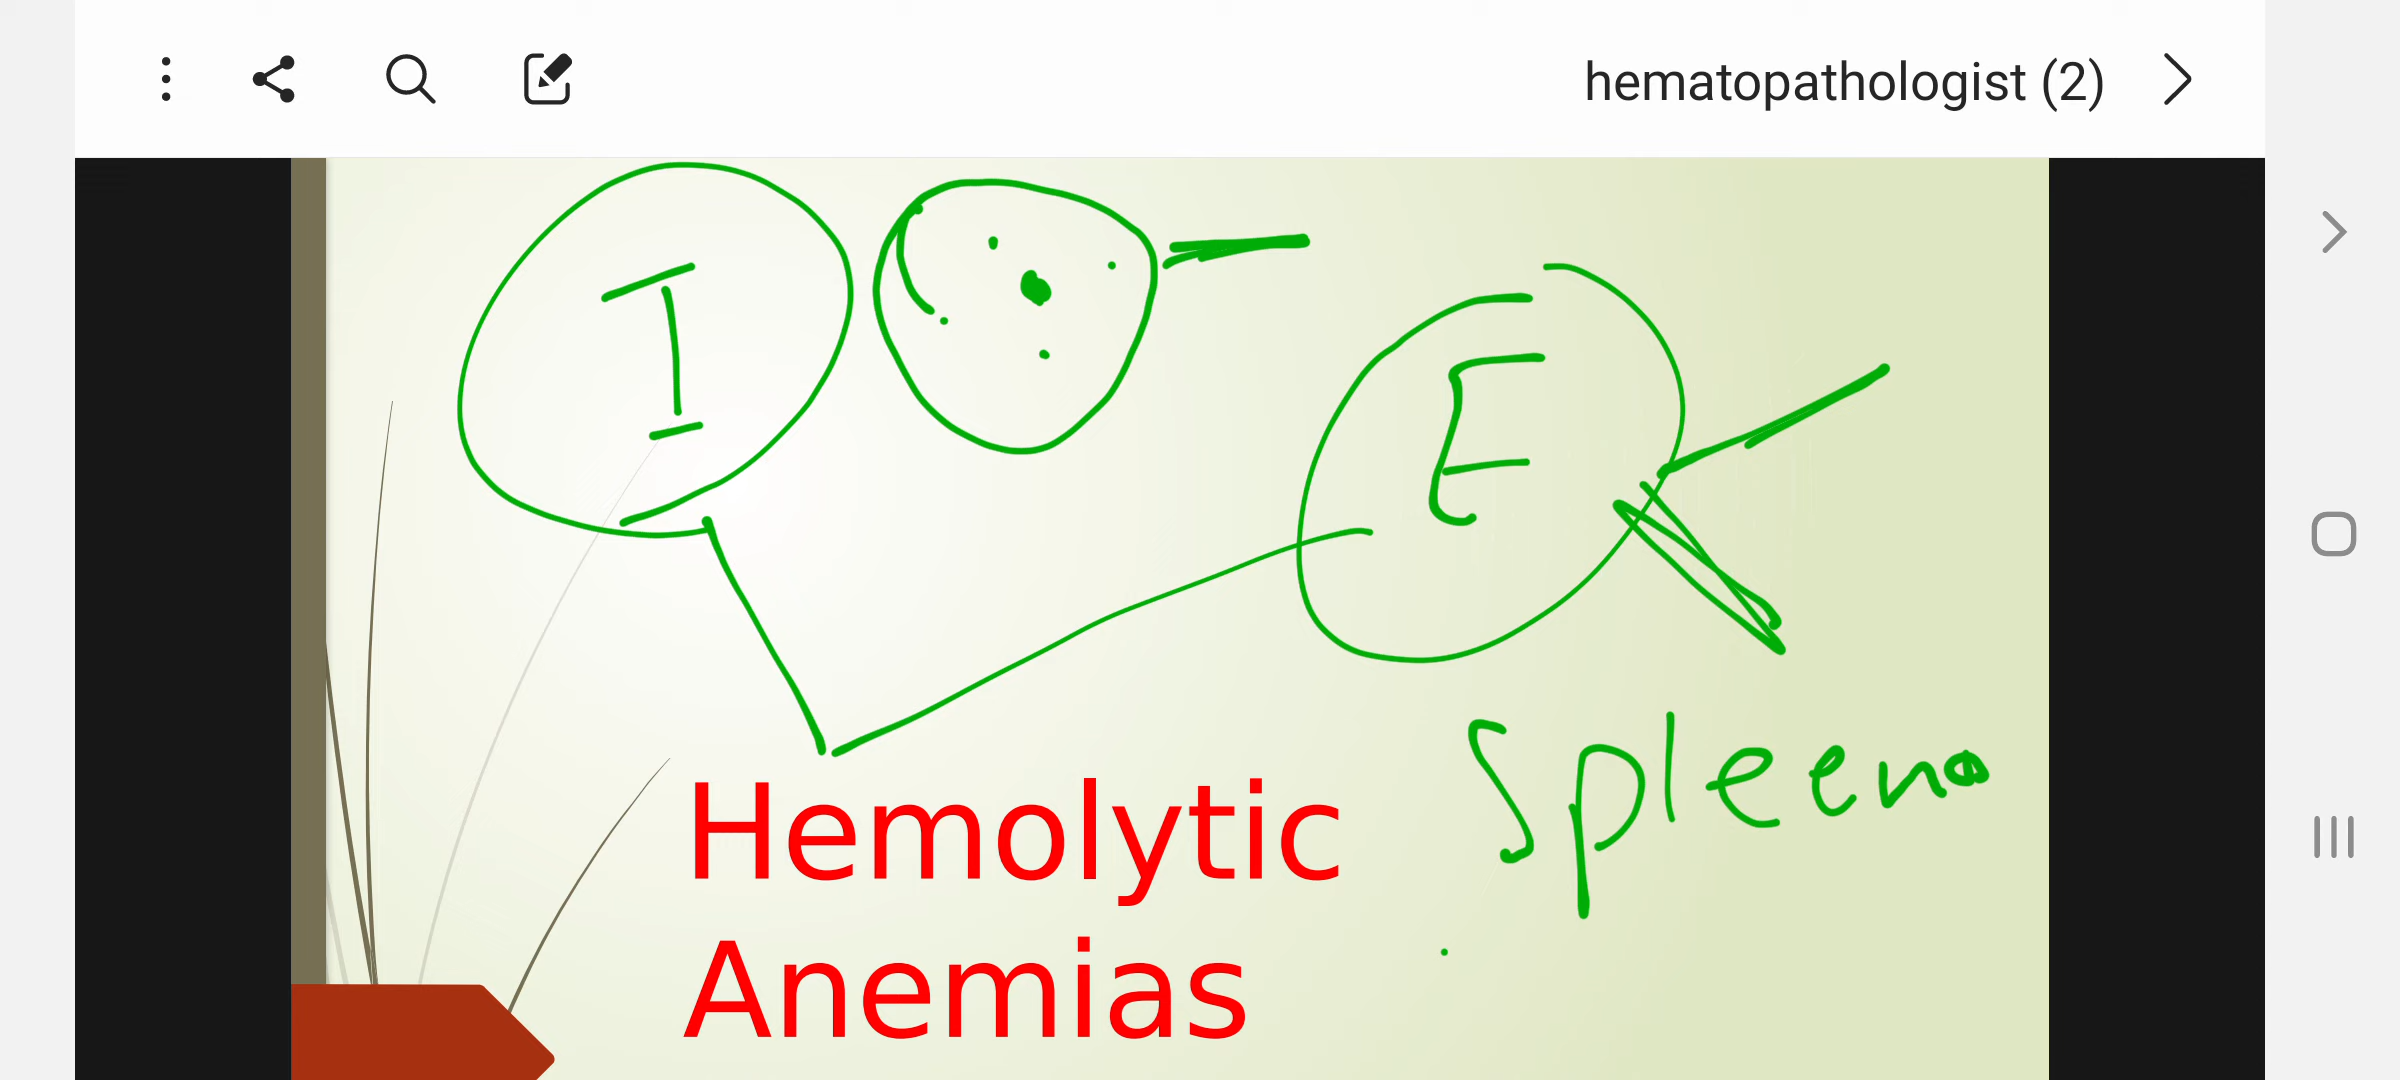 hematopathologist (2)
I
E
Spleen
Hemolytic
Anemias